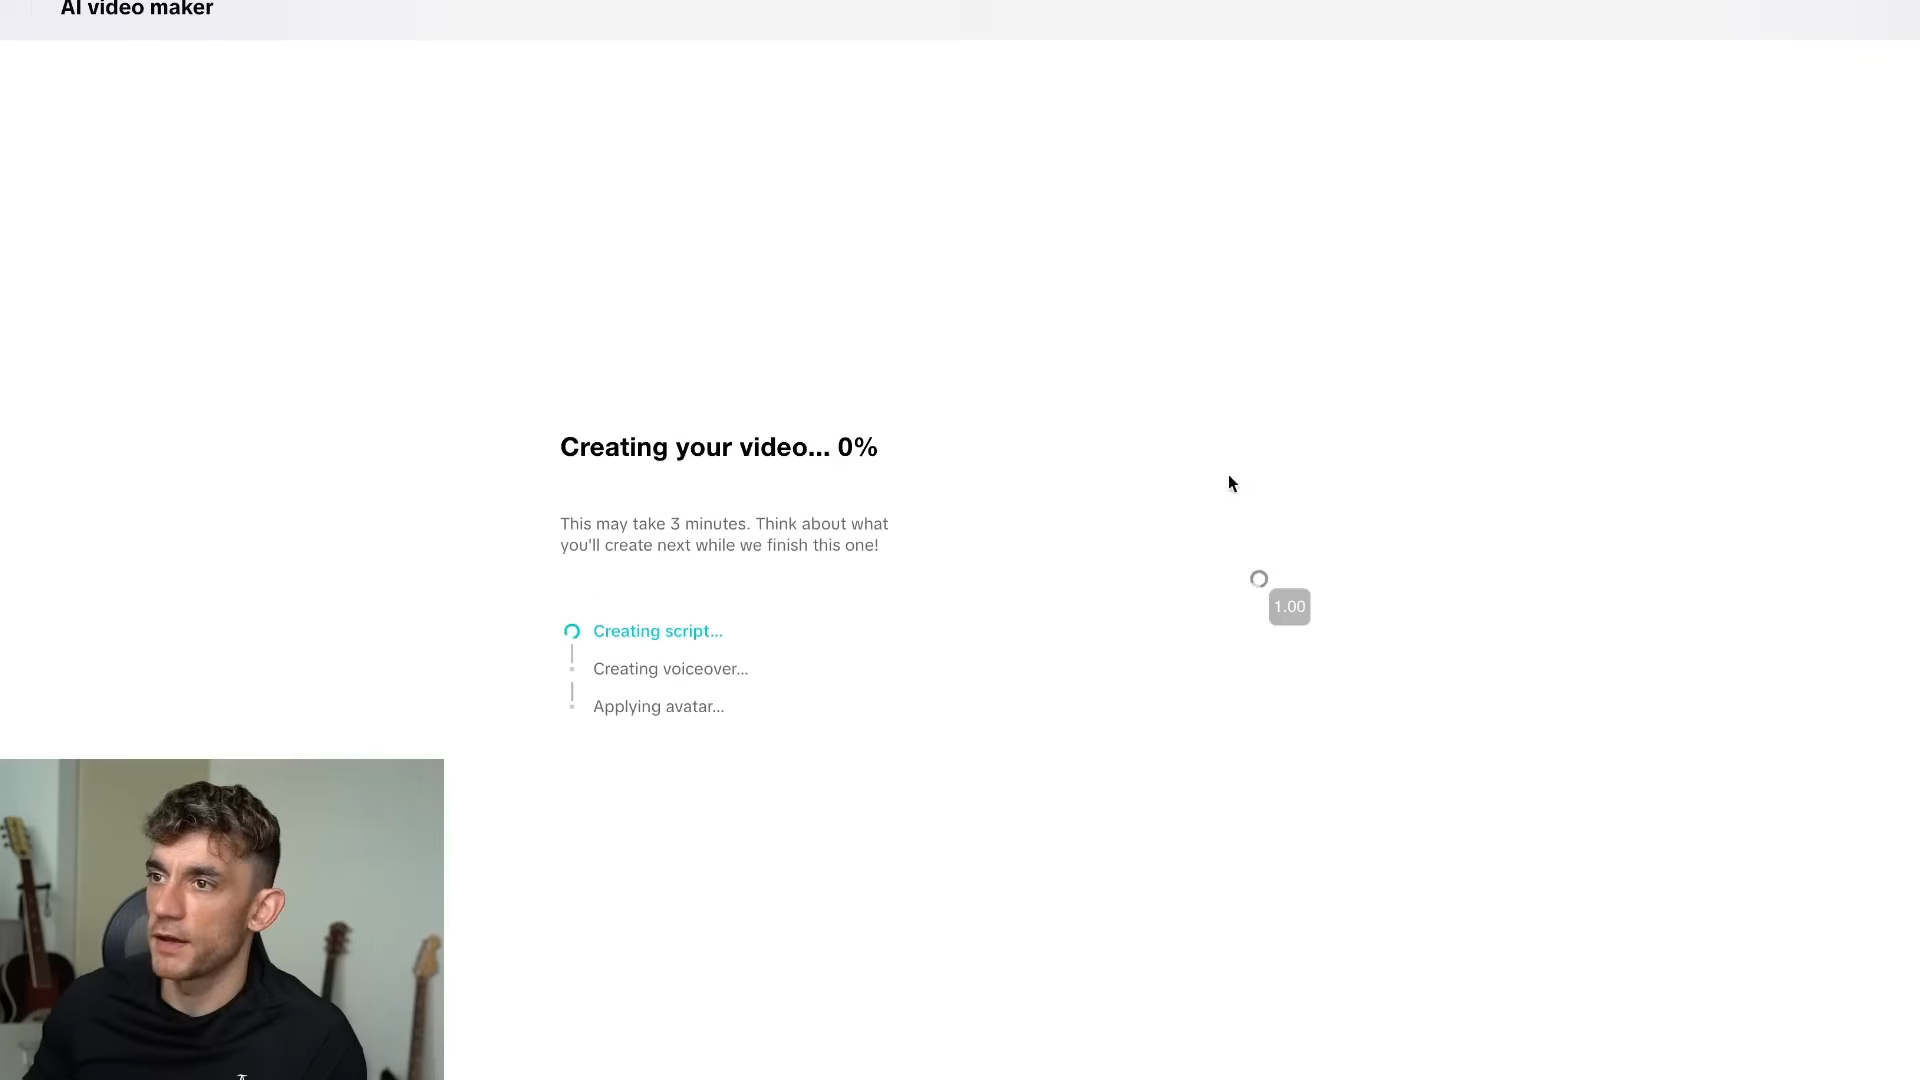 AI video maker
Creating your video... 0%
This may take 3 minutes. Think about what
you'll create next while we finish this one!
1.00
Creating script...
Creating voiceover...
Applying avatar...